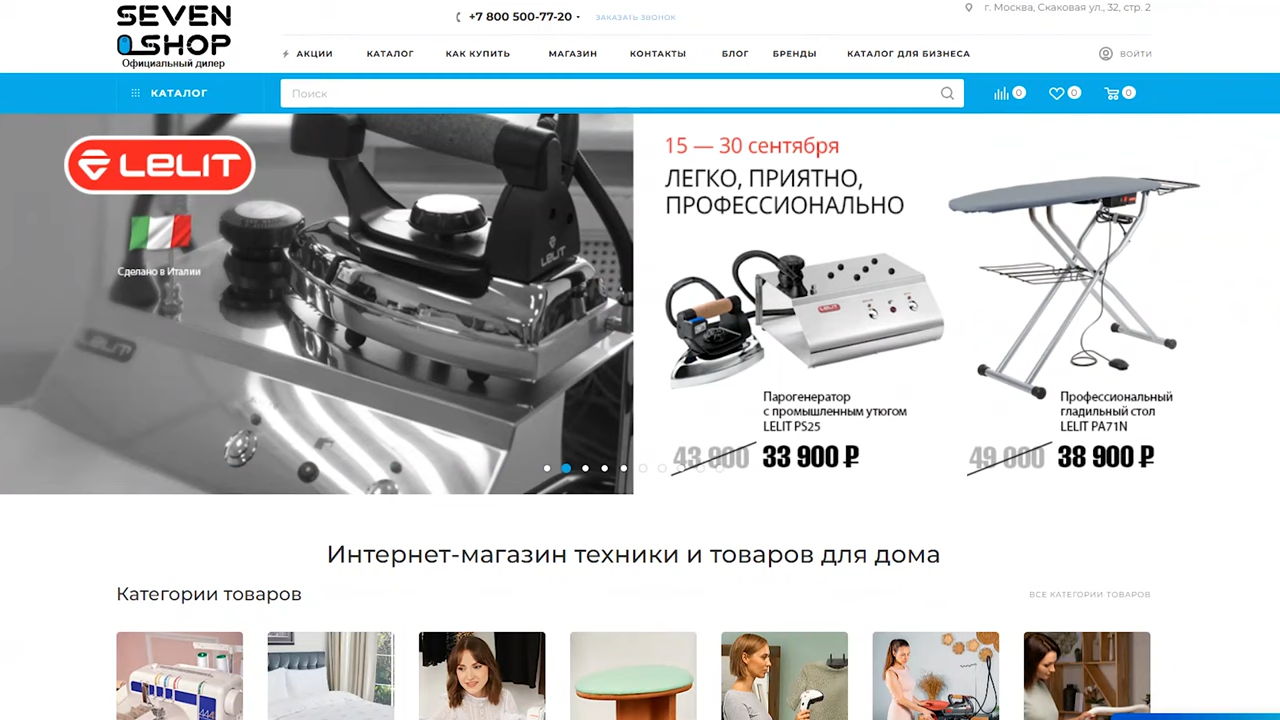 SEVEN
SHOP
Официальный дилер
+7 800 500-77-20
ЗАКАЗАТЬ ЗВОНОК
г. Москва, Скаковая ул., 32, стр. 2
АКЦИИ
КАТАЛОГ
КАК КУПИТЬ
МАГАЗИН
КОНТАКТЫ
БЛОГ
БРЕНДЫ
КАТАЛОГ ДЛЯ БИЗНЕСА
ВОЙТИ
КАТАЛОГ
Поиск
0
0
0
LELIT
Сделано в Италии
LELIT
LELIT
15 — 30 сентября
ЛЕГКО, ПРИЯТНО,
ПРОФЕССИОНАЛЬНО
LELIT
Парогенератор
с промышленным утюгом
LELIT PS25
43 900 33 900 ₽
Профессиональный
гладильный стол
LELIT PA71N
49 000 38 900 ₽
Интернет-магазин техники и товаров для дома
Категории товаров
ВСЕ КАТЕГОРИИ ТОВАРОВ